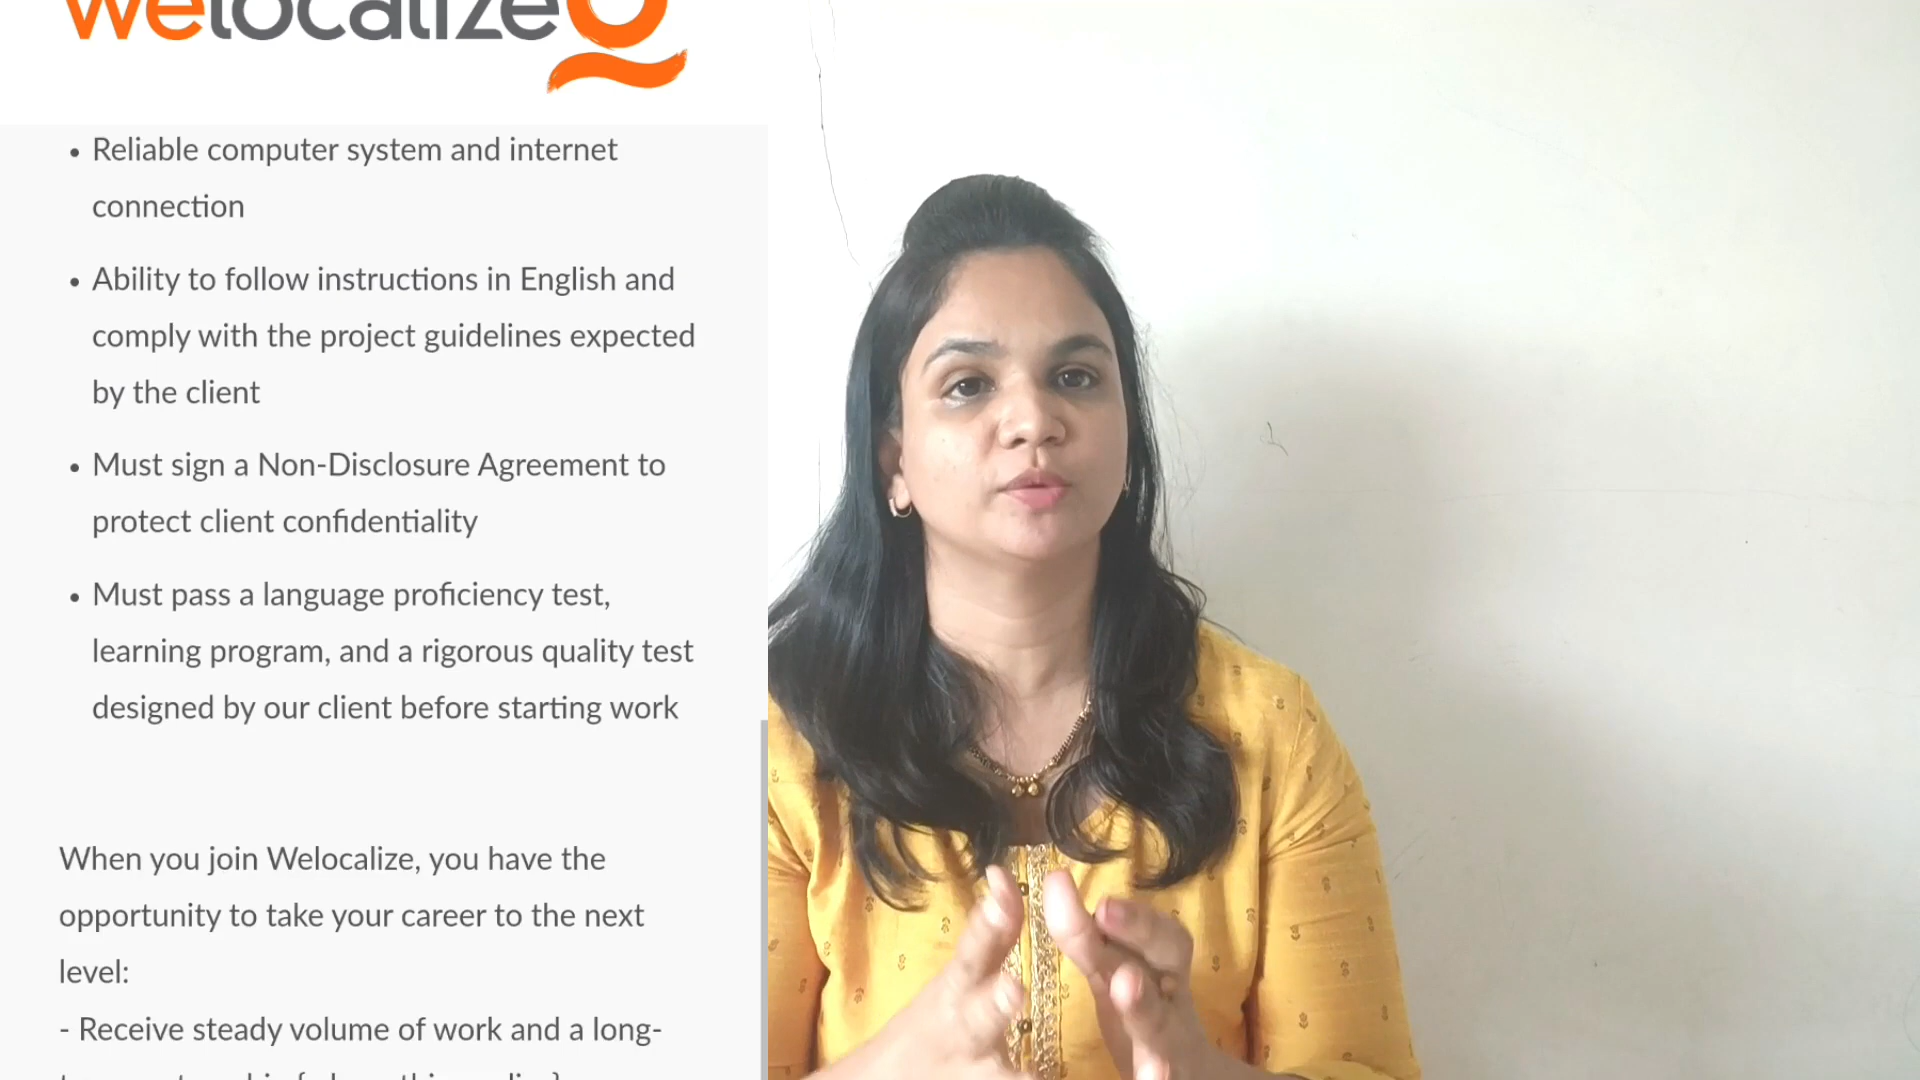 welocalize
• Reliable computer system and internet
connection
• Ability to follow instructions in English and
comply with the project guidelines expected
by the client
• Must sign a Non-Disclosure Agreement to
protect client confidentiality
• Must pass a language proficiency test,
learning program, and a rigorous quality test
designed by our client before starting work
When you join Welocalize, you have the
opportunity to take your career to the next
level:
- Receive steady volume of work and a long-